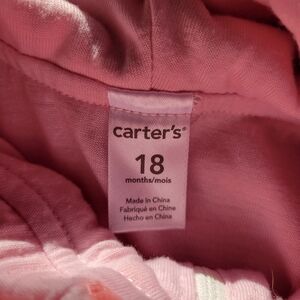 carter's®
18
months/mois
Made in China
Fabriqué en Chine
Hecho en China